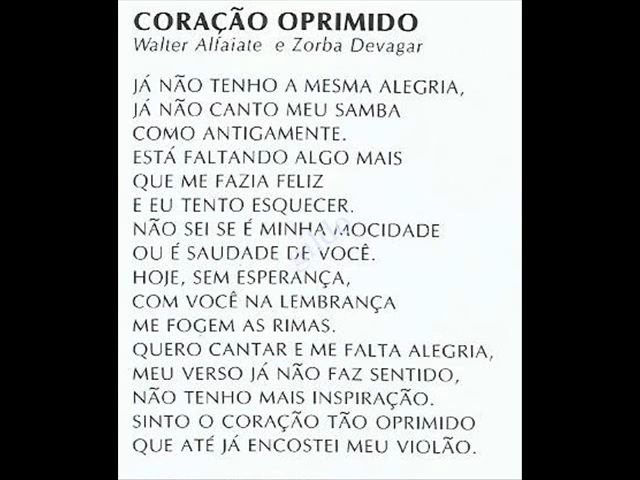 CORAÇÃO OPRIMIDO
Walter Alfaiate e Zorba Devagar
JÁ NÃO TENHO A MESMA ALEGRIA,
JÁ NÃO CANTO MEU SAMBA
COMO ANTIGAMENTE.
ESTÁ FALTANDO ALGO MAIS
QUE ME FAZIA FELIZ
E EU TENTO ESQUECER.
NÃO SEI SE É MINHA MOCIDADE
OU É SAUDADE DE VOCÊ.
HOJE, SEM ESPERANÇA,
COM VOCÊ NA LEMBRANÇA
ME FOGEM AS RIMAS.
QUERO CANTAR E ME FALTA ALEGRIA,
MEU VERSO JÁ NÃO FAZ SENTIDO,
NÃO TENHO MAIS INSPIRAÇÃO.
SINTO O CORAÇÃO TÃO OPRIMIDO
QUE ATÉ JÁ ENCOSTEI MEU VIOLÃO.